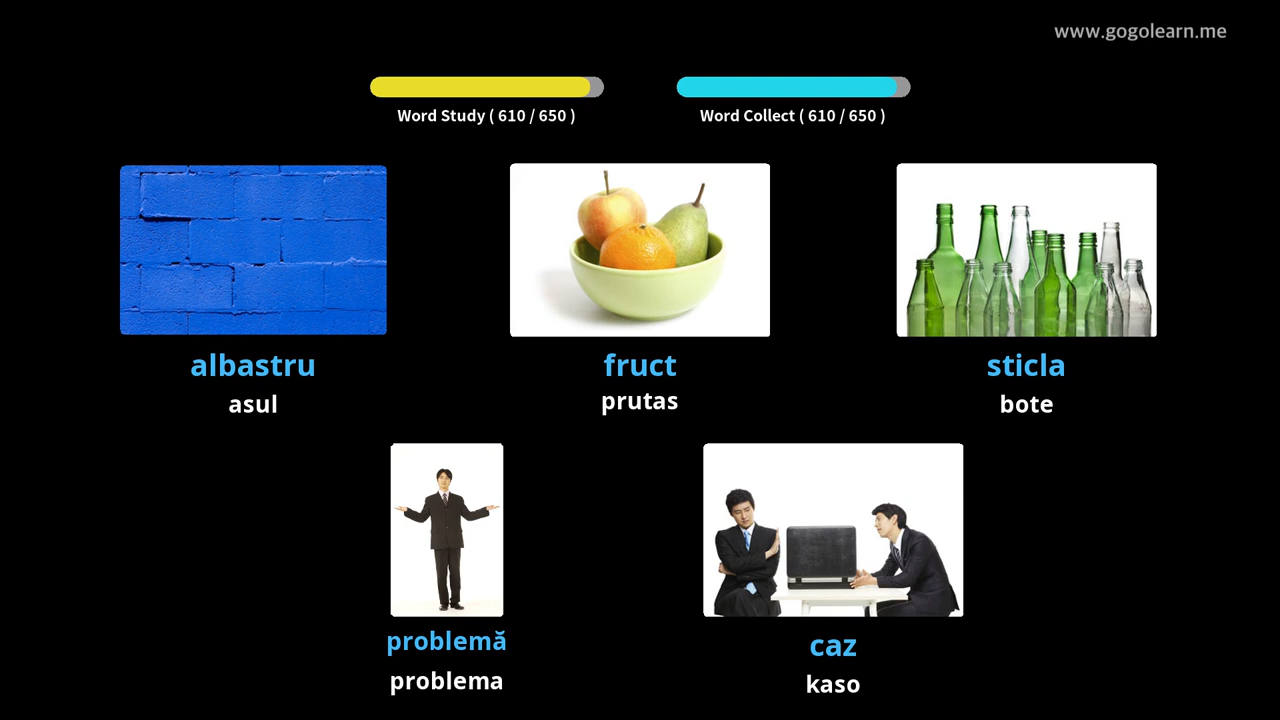 www.gogolearn.me
Word Study ( 610 / 650 )
Word Collect ( 610 / 650 )
albastru
asul
fruct
prutas
sticla
bote
problemă
problema
caz
kaso